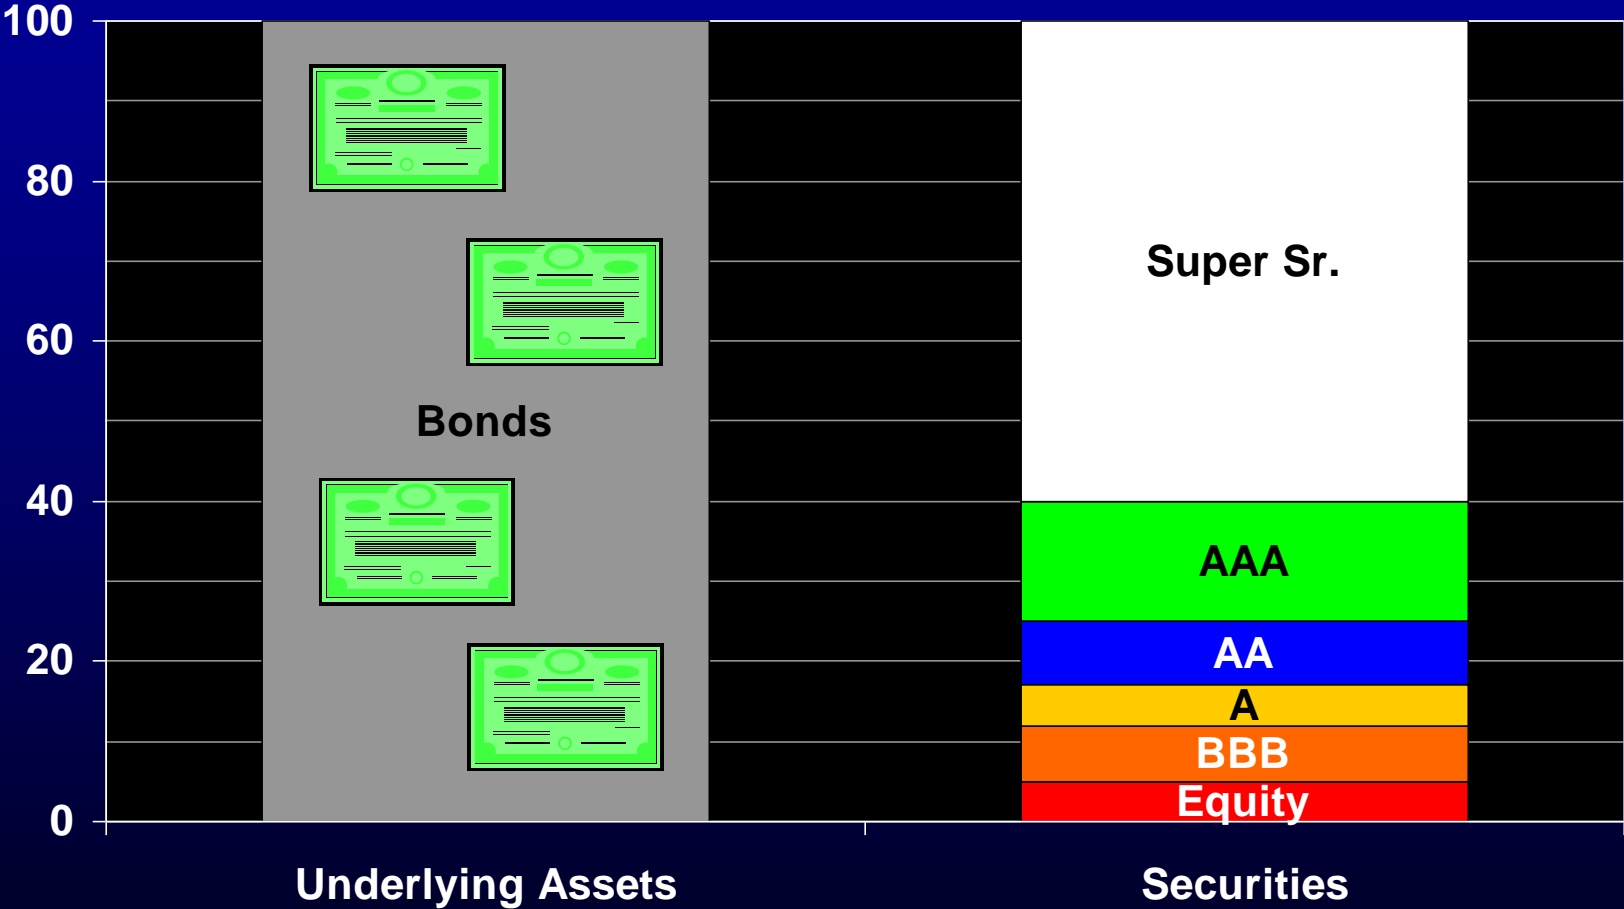 100
80
60
40
20
0
Bonds
Super Sr.
AAA
AA
A
BBB
Equity
Underlying Assets
Securities